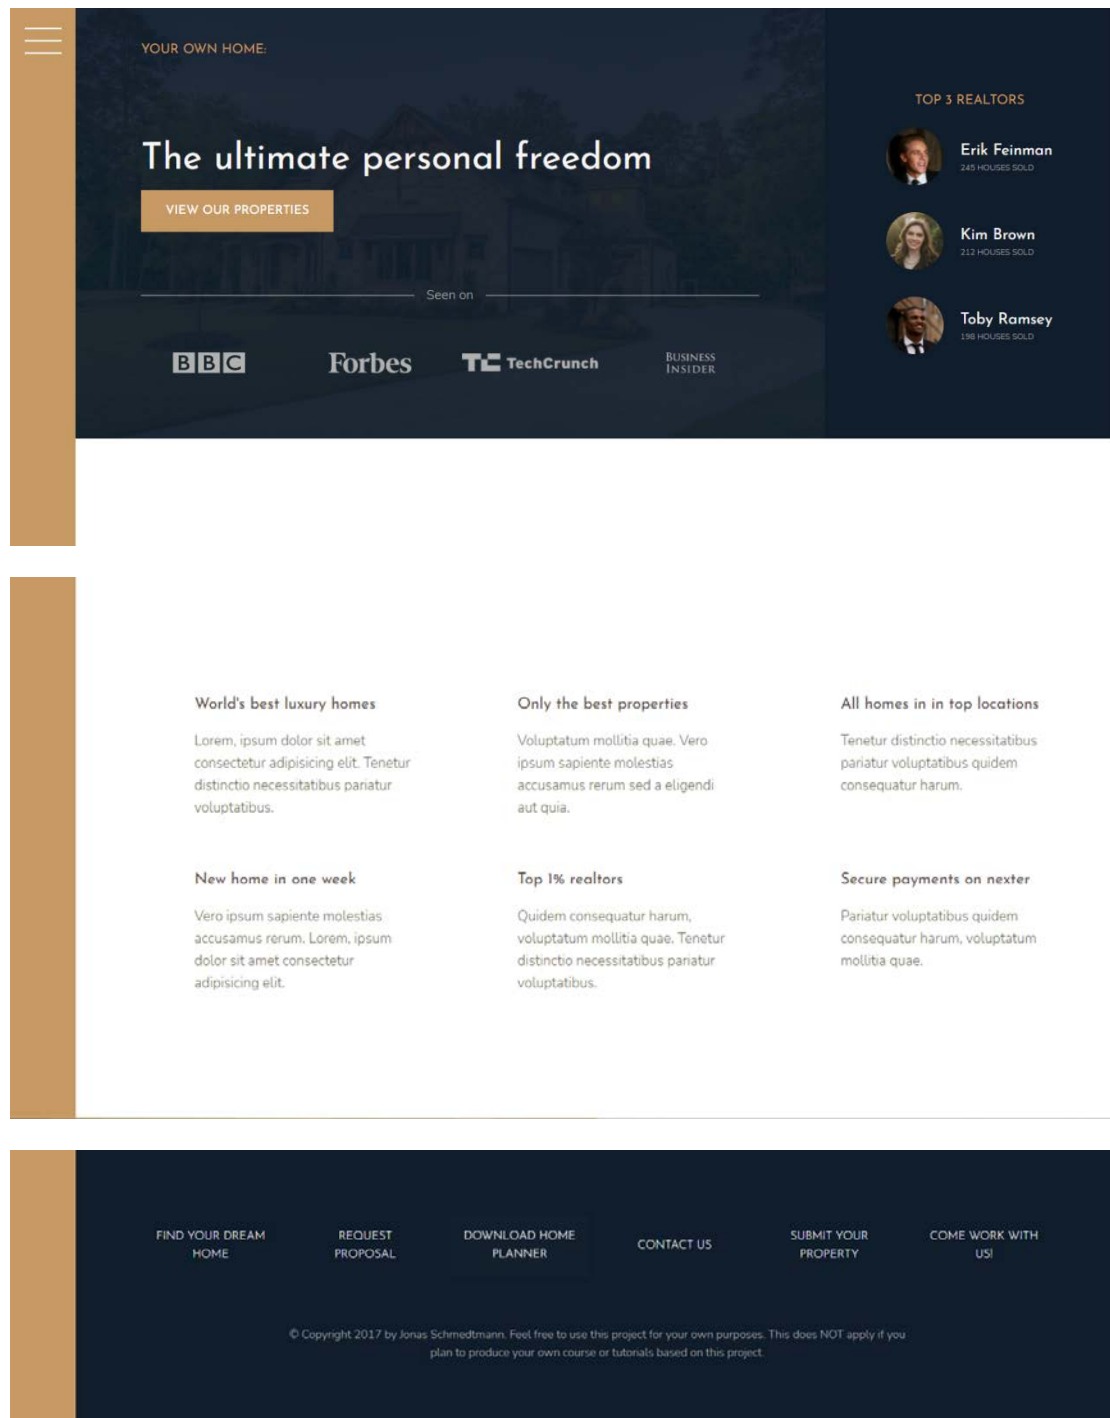 YOUR OWN HOME:
The ultimate personal freedom
VIEW OUR PROPERTIES
Seen on
BBC
Forbes
TC TechCrunch
BUSINESS
INSIDER
TOP 3 REALTORS
Erik Feinman
245 HOUSES SOLD
Kim Brown
212 HOUSES SOLD
Toby Ramsey
198 HOUSES SOLD
World's best luxury homes
Lorem, ipsum dolor sit amet
consectetur adipisicing elit. Tenetur
distinctio necessitatibus pariatur
voluptatibus.
Only the best properties
Voluptatum mollitia quae. Vero
ipsum sapiente molestias
accusamus rerum sed a eligendi
aut quia.
All homes in in top locations
Tenetur distinctio necessitatibus
pariatur voluptatibus quidem
consequatur harum.
New home in one week
Vero ipsum sapiente molestias
accusamus rerum. Lorem, ipsum
dolor sit amet consectetur
adipisicing elit.
Top 1% realtors
Quidem consequatur harum,
voluptatum mollitia quae. Tenetur
distinctio necessitatibus pariatur
voluptatibus.
Secure payments on nexter
Pariatur voluptatibus quidem
consequatur harum, voluptatum
mollitia quae.
FIND YOUR DREAM
HOME
REQUEST
PROPOSAL
DOWNLOAD HOME
PLANNER
CONTACT US
SUBMIT YOUR
PROPERTY
COME WORK WITH
US!
© Copyright 2017 by Jonas Schmedtmann. Feel free to use this project for your own purposes. This does NOT apply if you
plan to produce your own course or tutorials based on this project.